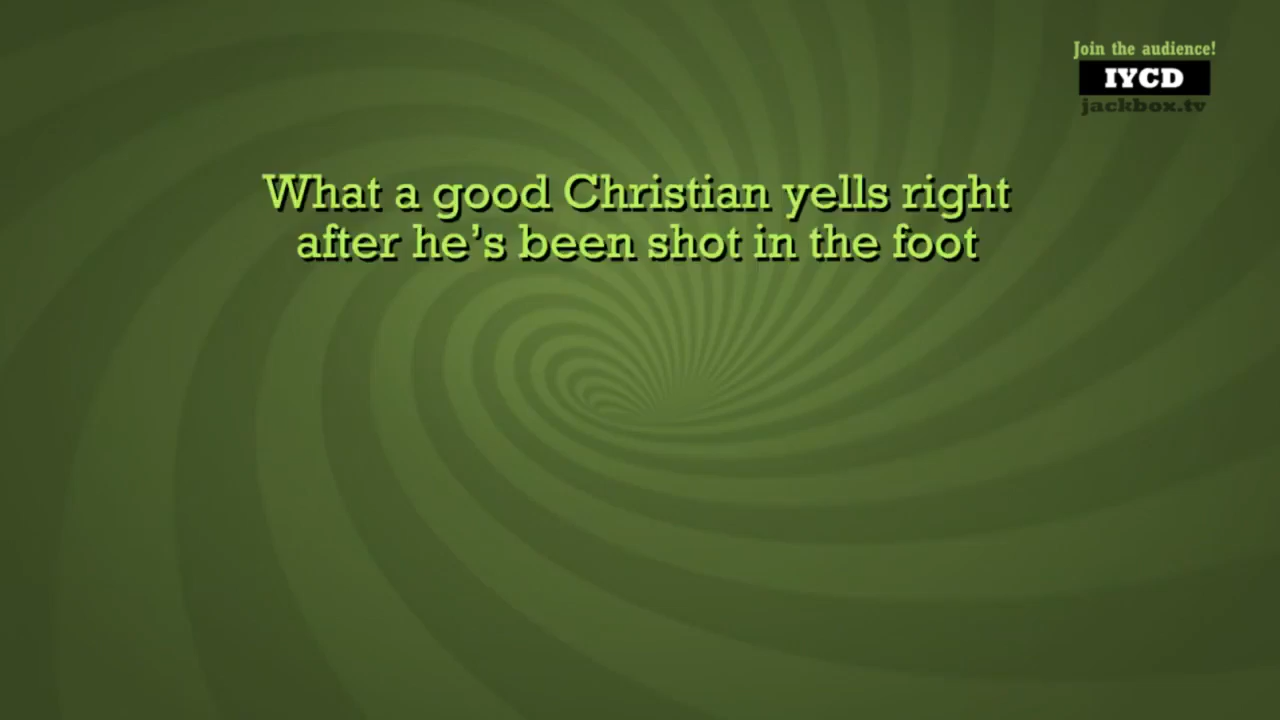 Join the audience!
IYCD
jackbox.tv
What a good Christian yells right
after he's been shot in the foot